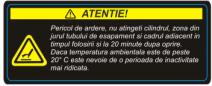 ATENTIE!
Pericol de ardere, nu atingeti cilindrul, zona din
jurul tubului de esapament si cadrul adiacent in
timpul folosirii si la 20 minute dupa oprire.
Daca temperatura ambientala este de peste
20° C este nevoie de o perioada de inactivitate
mai ridicata.